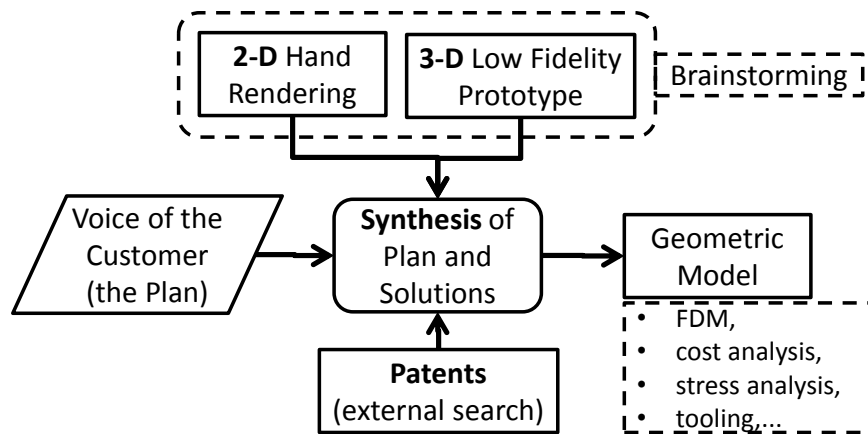 2-D Hand
Rendering
3-D Low Fidelity
Prototype
Brainstorming
Voice of the
Customer
(the Plan)
Synthesis of
Plan and
Solutions
Geometric
Model
• FDM,
• cost analysis,
• stress analysis,
• tooling,...
Patents
(external search)